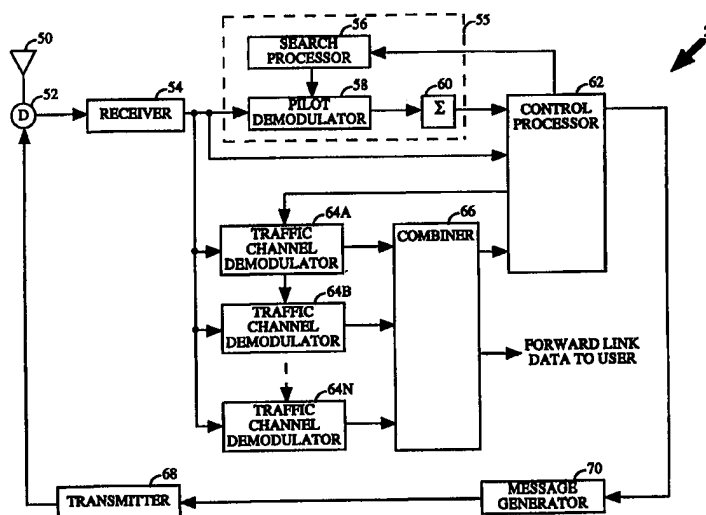 50
56
55
SEARCH
PROCESSOR
52
54
58
60
62
D
RECEIVER
PILOT
DEMODULATOR
Σ
CONTROL
PROCESSOR
64A
66
TRAFFIC
CHANNEL
DEMODULATOR
COMBINER
64B
TRAFFIC
CHANNEL
DEMODULATOR
FORWARD LINK
DATA TO USER
64N
TRAFFIC
CHANNEL
DEMODULATOR
68
70
TRANSMITTER
MESSAGE
GENERATOR